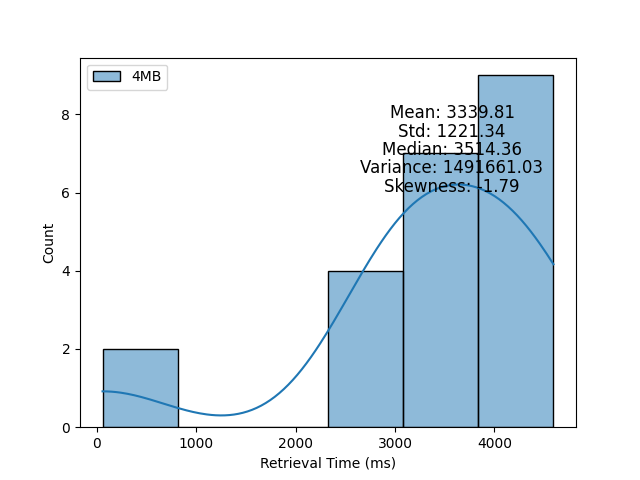 4MB
Mean: 3339.81
Std: 1221.34
Median: 3514.36
Variance: 1491661.03
Skewness: -1.79
Count
8
6
4
2
0
0 1000 2000 3000 4000
Retrieval Time (ms)